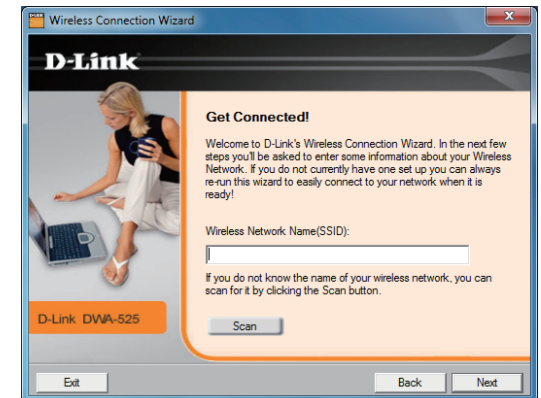 Wireless Connection Wizard
D-Link
Get Connected!
Welcome to D-Link's Wireless Connection Wizard. In the next few
steps you'll be asked to enter some information about your Wireless
Network. If you do not currently have one set up you can always
re-run this wizard to easily connect to your network when it is
ready!
Wireless Network Name(SSID):
If you do not know the name of your wireless network, you can
scan for it by clicking the Scan button.
D-Link DWA-525
Scan
Exit
Back
Next